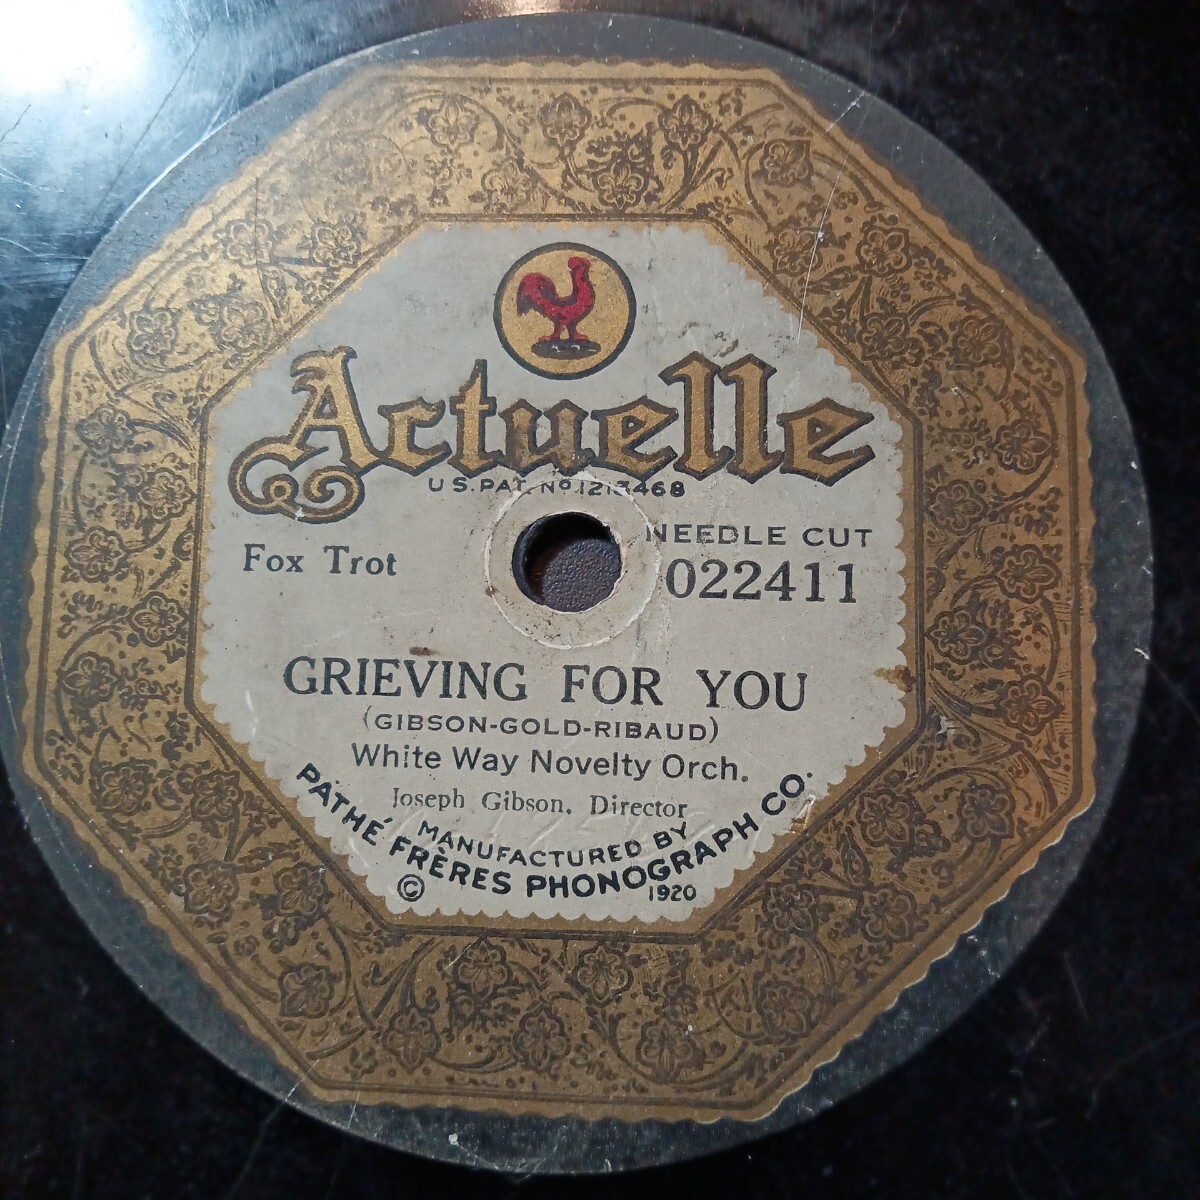 Actuelle
U.S. PAT. Nº 1213468
Fox Trot
NEEDLE CUT
022411
GRIEVING FOR YOU
(GIBSON-GOLD-RIBAUD)
White Way Novelty Orch.
Joseph Gibson, Director
MANUFACTURED BY
PATHÉ FRÈRES PHONOGRAPH CO.
© 1920